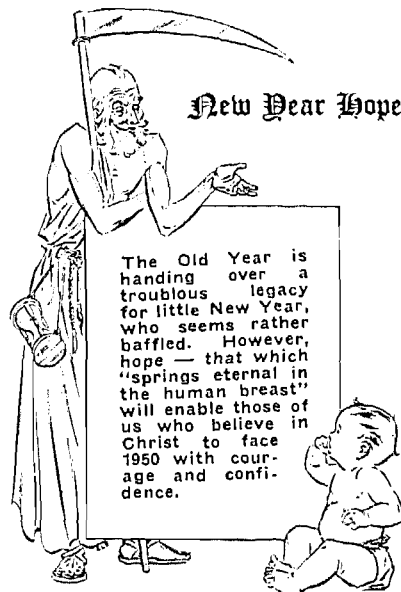 New Year Hope
The Old Year is
handing over a
troublous legacy
for little New Year,
who seems rather
baffled. However,
hope — that which
"springs eternal in
the human breast"
will enable those of
us who believe in
Christ to face
1950 with cour-
age and confi-
dence.